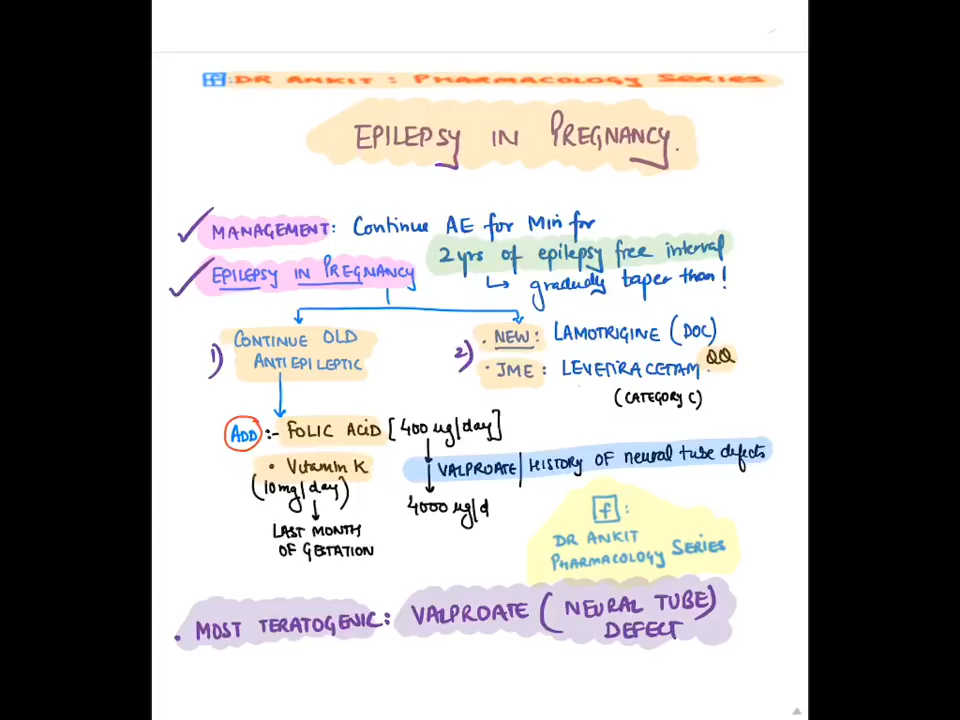 f: DR ANKIT: PHARMACOLOGY SERIES
EPILEPSY IN PREGNANCY.
MANAGEMENT: Continue AE for Min for
2 yrs of epilepsy free interval
gradually taper than!
EPILEPSY IN PREGNANCY
1) CONTINUE OLD
ANTIEPILEPTIC
2) . NEW: LAMOTRIGINE (DOC)
· JME: LEVETIRACETAM. QQ
(CATEGORY C)
ADD :- FOLIC ACID [400 ug/day]
• Vitamin K
(10mg/day)
LAST MONTH
OF GESTATION
VALPROATE/HISTORY OF neural tube defects
4000 ug/d
f:
DR ANKIT
PHARMACOLOGY SERIES
. MOST TERATOGENIC: VALPROATE (NEURAL TUBE)
DEFECT